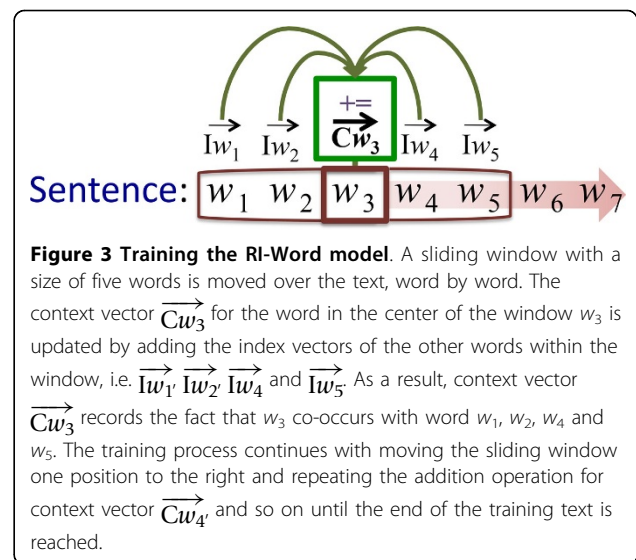 +=
Iw₁ Iw₂ Cw₃ Iw₄ Iw₅
Sentence: w₁ w₂ w₃ w₄ w₅ w₆ w₇
Figure 3 Training the RI-Word model. A sliding window with a
size of five words is moved over the text, word by word. The
context vector Cw₃ for the word in the center of the window w₃ is
updated by adding the index vectors of the other words within the
window, i.e. Iw₁, Iw₂, Iw₄ and Iw₅. As a result, context vector
Cw₃ records the fact that w₃ co-occurs with word w₁, w₂, w₄ and
w₅. The training process continues with moving the sliding window
one position to the right and repeating the addition operation for
context vector Cw₄, and so on until the end of the training text is
reached.